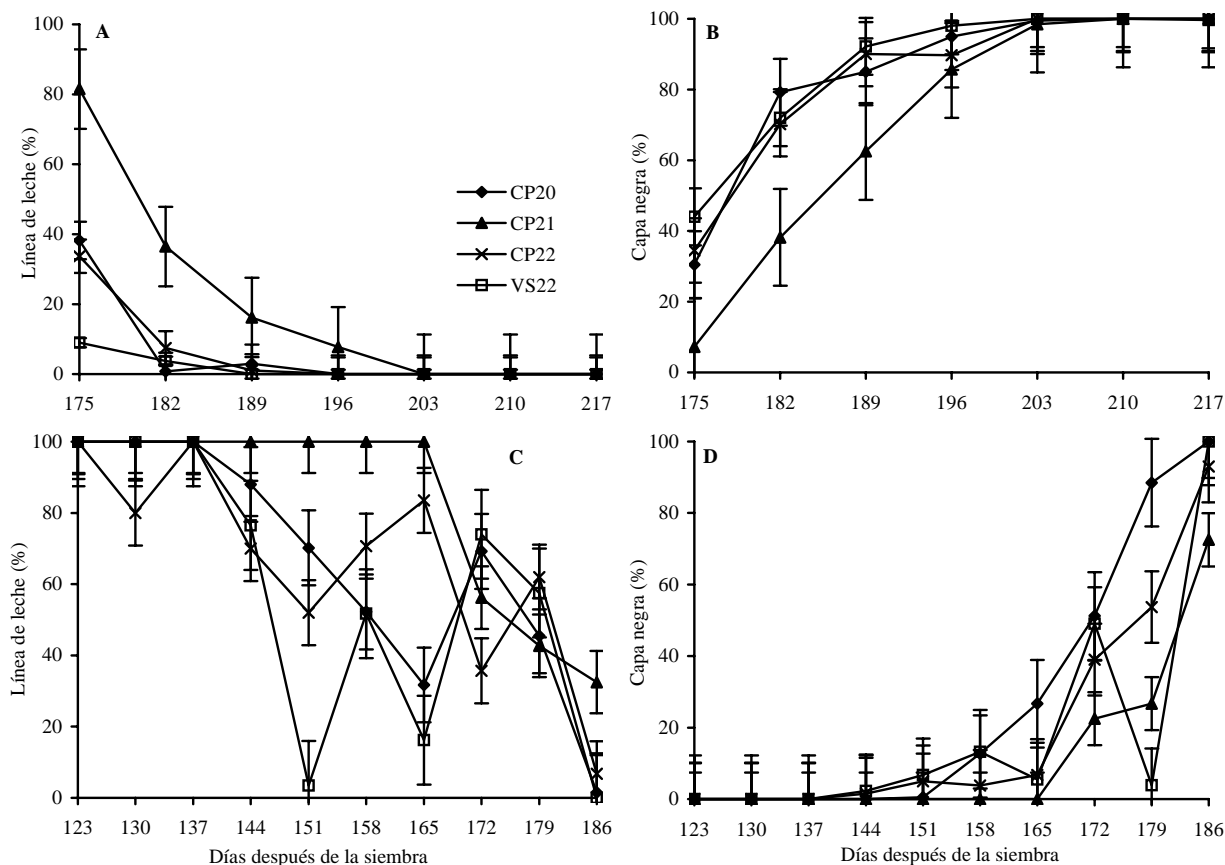 A
Línea de leche (%)
100
80
60
40
20
0
175 182 189 196 203 210 217
CP20
CP21
CP22
VS22
B
Capa negra (%)
100
80
60
40
20
0
175 182 189 196 203 210 217
C
Línea de leche (%)
100
80
60
40
20
0
123 130 137 144 151 158 165 172 179 186
Días después de la siembra
D
Capa negra (%)
100
80
60
40
20
0
123 130 137 144 151 158 165 172 179 186
Días después de la siembra